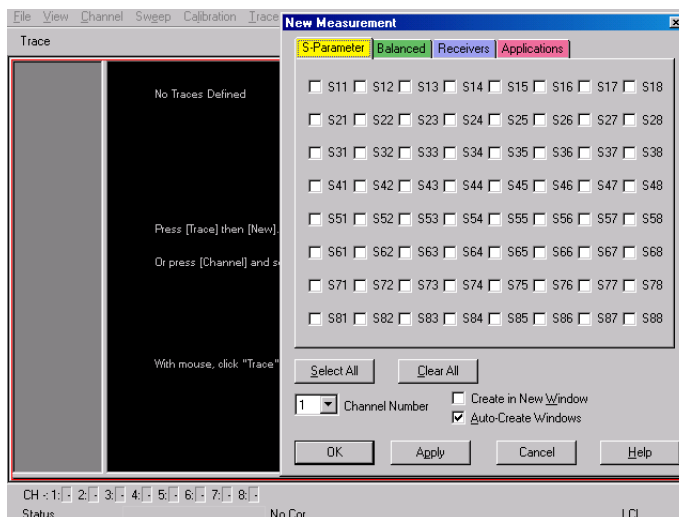 File View Channel Sweep Calibration Trace
New Measurement
Trace
S-Parameter Balanced Receivers Applications
No Traces Defined
S11 S12 S13 S14 S15 S16 S17 S18
S21 S22 S23 S24 S25 S26 S27 S28
S31 S32 S33 S34 S35 S36 S37 S38
S41 S42 S43 S44 S45 S46 S47 S48
Press [Trace] then [New].
S51 S52 S53 S54 S55 S56 S57 S58
Or press [Channel] and se
S61 S62 S63 S64 S65 S66 S67 S68
S71 S72 S73 S74 S75 S76 S77 S78
S81 S82 S83 S84 S85 S86 S87 S88
With mouse, click "Trace"
Select All Clear All
1 Channel Number
Create in New Window
Auto-Create Windows
OK Apply Cancel Help
CH -: 1: - 2: - 3: - 4: - 5: - 6: - 7: - 8: -
Status No Cor LCL